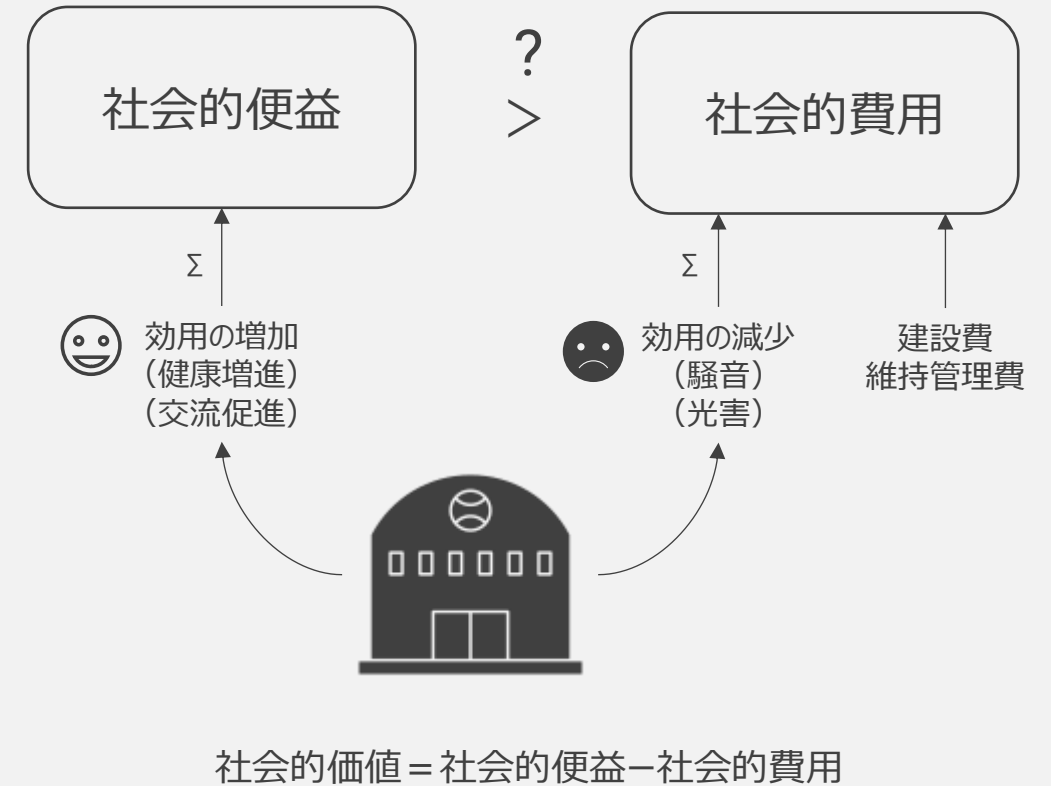 社会的便益
?
>
社会的費用
Σ
Σ
効用の増加
(健康増進)
(交流促進)
効用の減少
(騒音)
(光害)
建設費
維持管理費
社会的価値=社会的便益−社会的費用